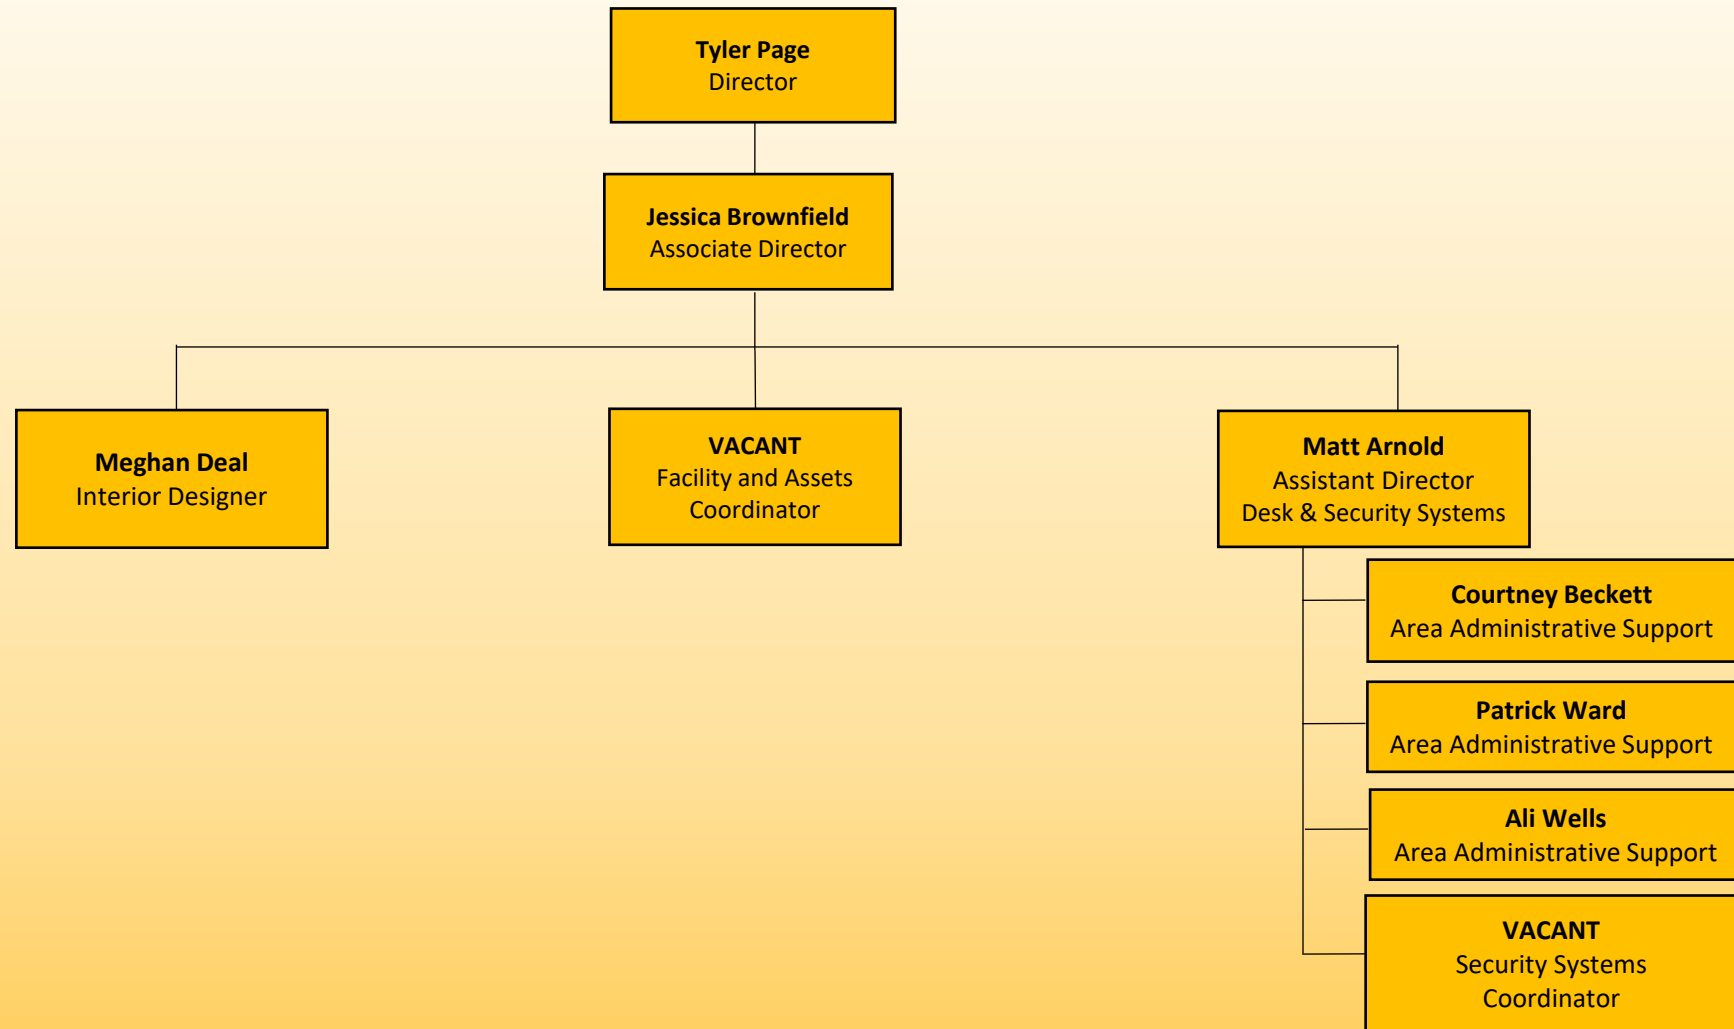 Tyler Page
Director
Jessica Brownfield
Associate Director
Meghan Deal
Interior Designer
VACANT
Facility and Assets
Coordinator
Matt Arnold
Assistant Director
Desk & Security Systems
Courtney Beckett
Area Administrative Support
Patrick Ward
Area Administrative Support
Ali Wells
Area Administrative Support
VACANT
Security Systems
Coordinator